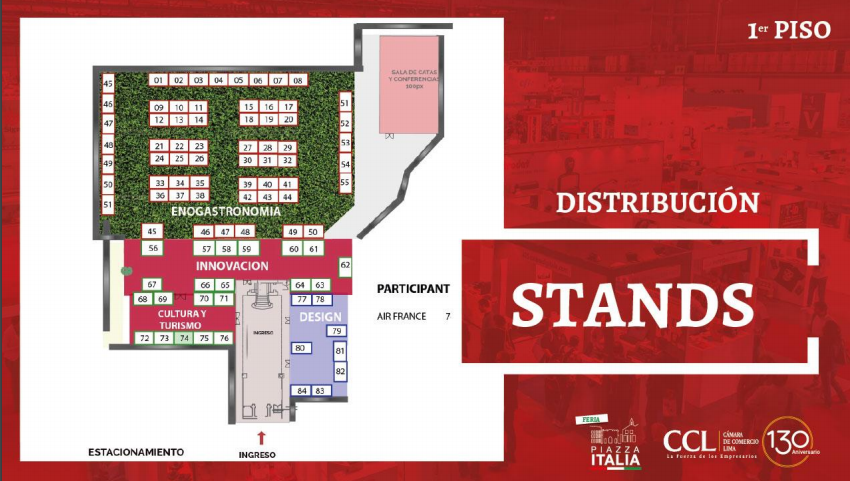 1er PISO
SALA DE CATAS
Y CONFERENCIAS
100px
45
01 02 03 04 05 06 07 08
46
47
48
49
50
51
09 10 11
12 13 14
15 16 17
18 19 20
51
52
53
54
55
21 22 23
24 25 26
27 28 29
30 31 32
33 34 35
36 37 38
39 40 41
42 43 44
ENOGASTRONOMIA
45 46 47 48 49 50
56 57 58 59 60 61
62
INNOVACION
67 66 65 64 63
68 69 70 71
77 78
CULTURA Y
TURISMO
DESIGN
INGRESO
79
80
81
82
72 73 74 75 76
84 83
ESTACIONAMIENTO
INGRESO
PARTICIPANT
AIR FRANCE 7
DISTRIBUCIÓN
STANDS
FERIA
PIAZZA
ITALIA
CCL
CÁMARA
DE COMERCIO
LIMA
La Fuerza de los Empresarios
130
Aniversario